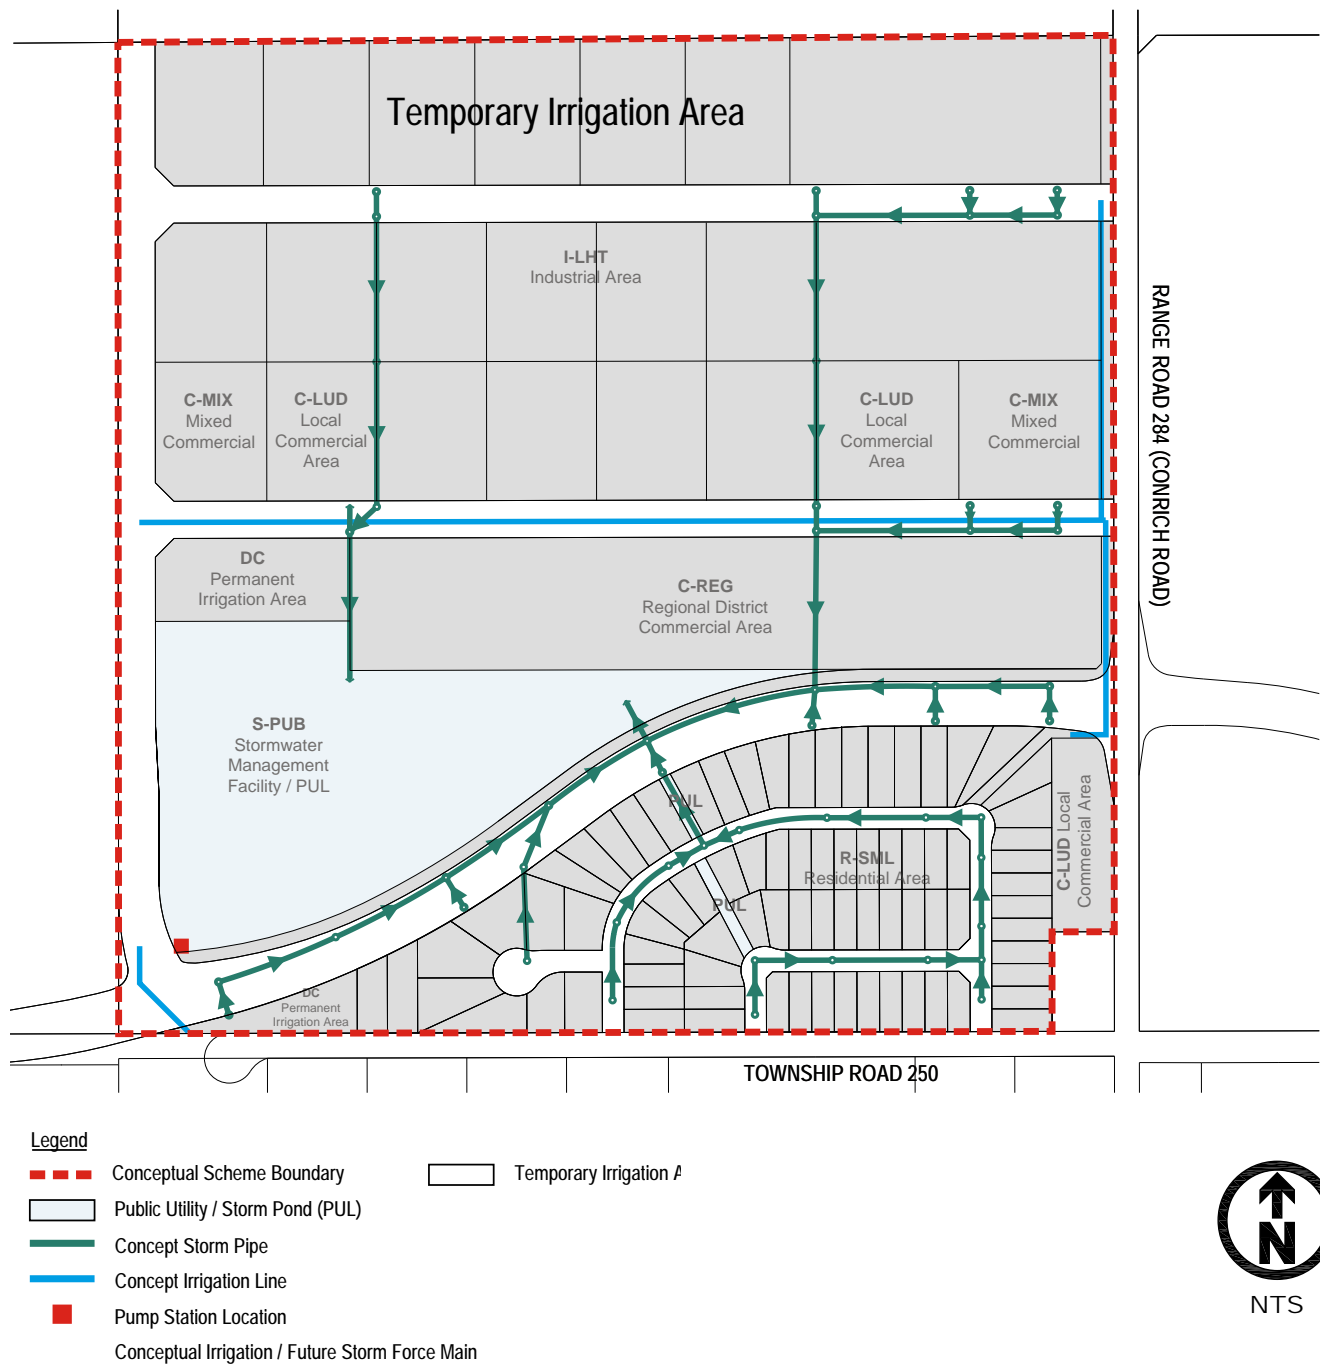 Temporary Irrigation Area
I-LHT
Industrial Area
C-MIX
Mixed
Commercial
C-LUD
Local
Commercial
Area
C-LUD
Local
Commercial
Area
C-MIX
Mixed
Commercial
RANGE ROAD 284 (CONRICH ROAD)
DC
Permanent
Irrigation Area
C-REG
Regional District
Commercial Area
S-PUB
Stormwater
Management
Facility / PUL
PUL
R-SML
Residential Area
PUL
C-LUD Local
Commercial Area
DC
Permanent
Irrigation Area
TOWNSHIP ROAD 250
Legend
Conceptual Scheme Boundary
Temporary Irrigation A
Public Utility / Storm Pond (PUL)
Concept Storm Pipe
Concept Irrigation Line
Pump Station Location
Conceptual Irrigation / Future Storm Force Main
N
NTS